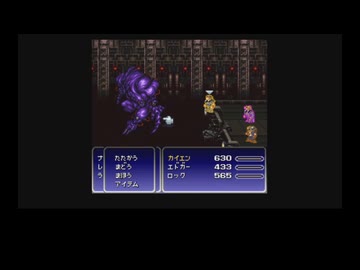 たたかう
まどう
まほう
アイテム
カイエン 630
エドガー 433
ロック 565